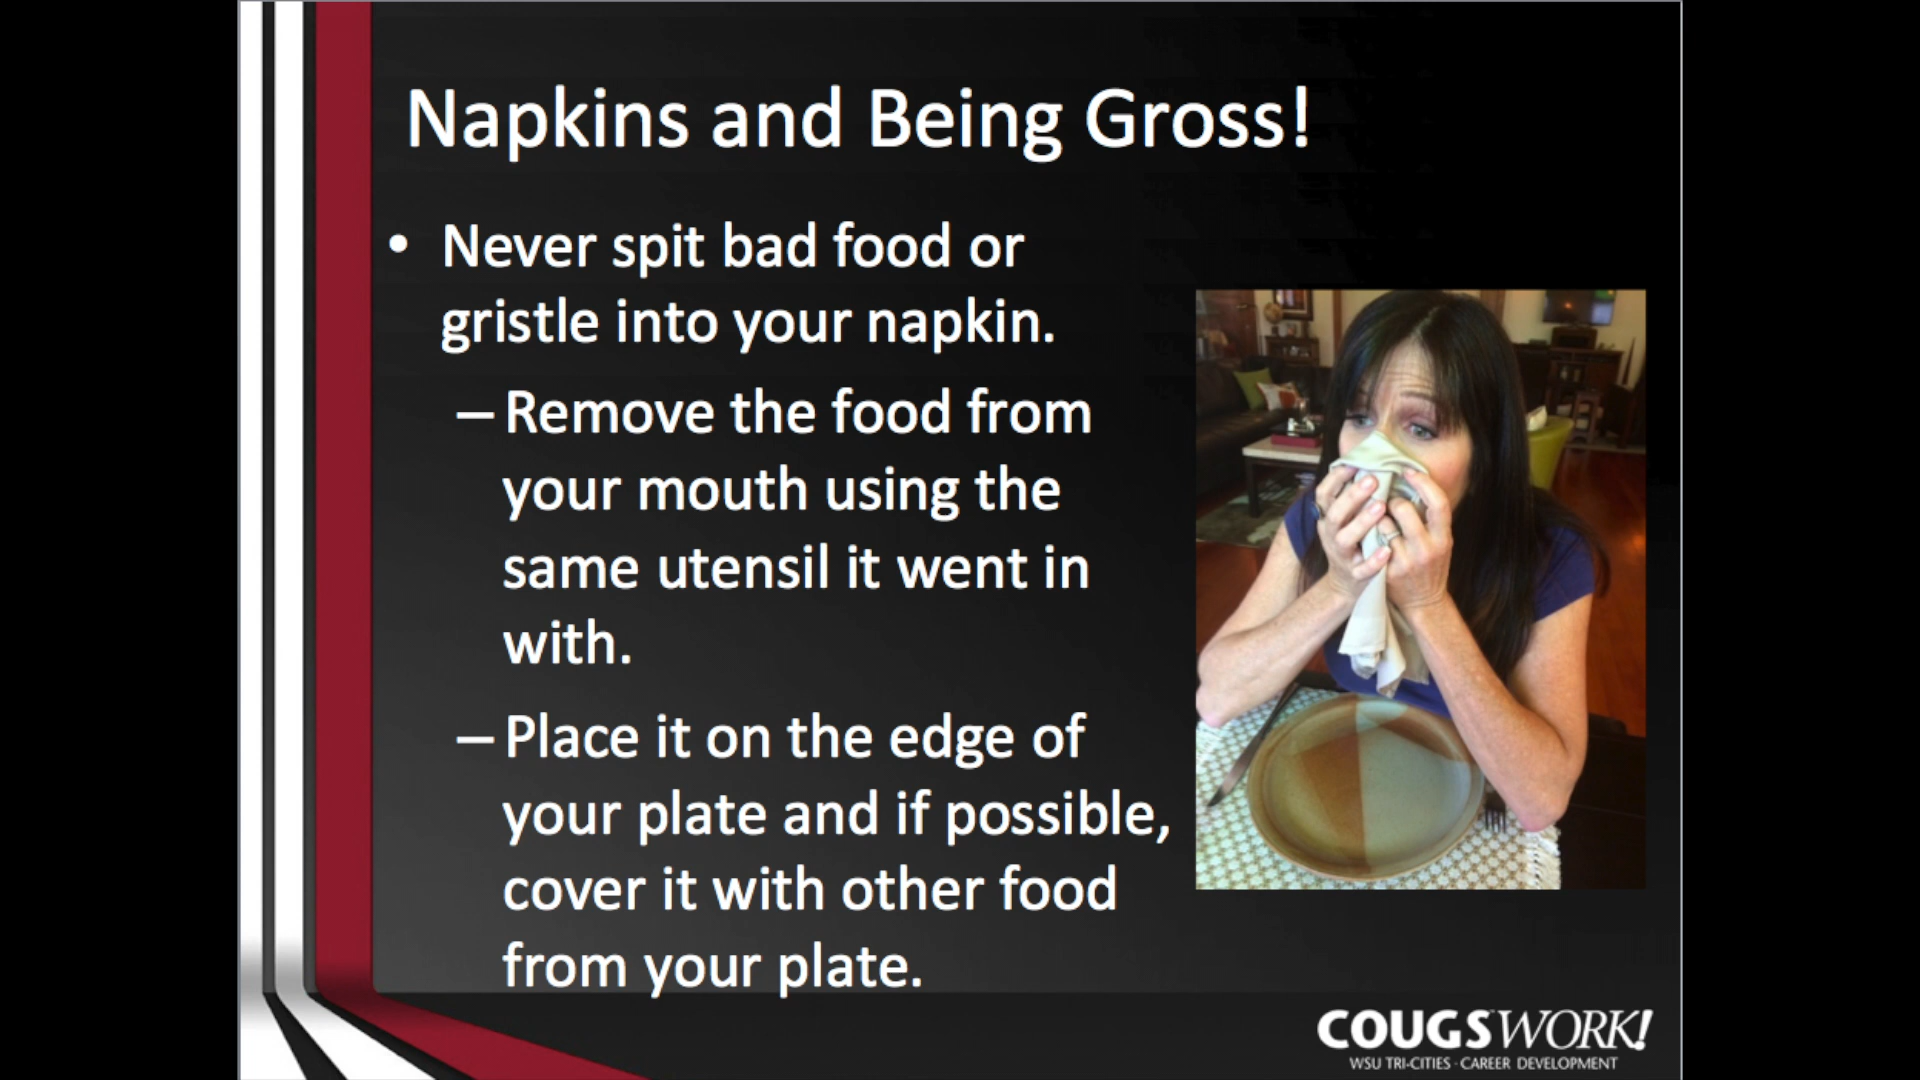 Napkins and Being Gross!
• Never spit bad food or
gristle into your napkin.
– Remove the food from
your mouth using the
same utensil it went in
with.
– Place it on the edge of
your plate and if possible,
cover it with other food
from your plate.
COUGSWORK!
WSU TRI-CITIES · CAREER DEVELOPMENT